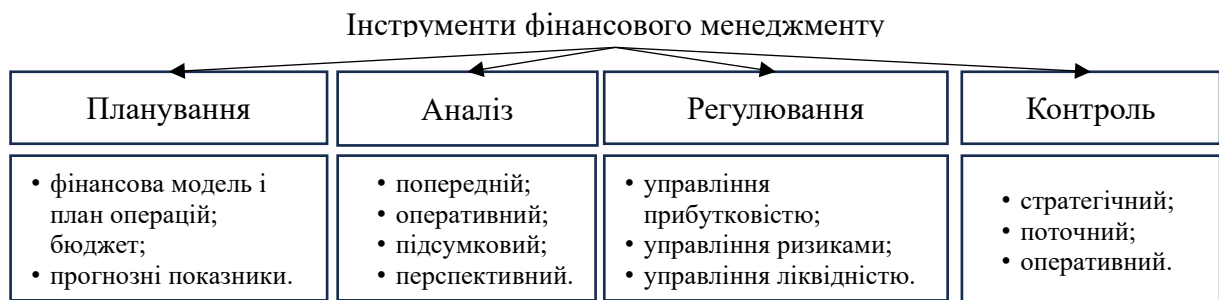 Інструменти фінансового менеджменту
Планування
Аналіз
Регулювання
Контроль
• фінансова модель і
план операцій;
бюджет;
• прогнозні показники.
• попередній;
• оперативний;
• підсумковий;
• перспективний.
• управління
прибутковістю;
• управління ризиками;
• управління ліквідністю.
• стратегічний;
• поточний;
• оперативний.